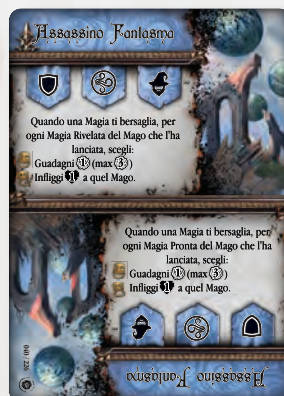 Assassino Fantasma
Quando una Magia ti bersaglia, per
ogni Magia Rivelata del Mago che l'ha
lanciata, scegli:
Guadagni 1 (max 3)
Infliggi 1 a quel Mago.
Quando una Magia ti bersaglia, per
ogni Magia Pronta del Mago che l'ha
lanciata, scegli:
Guadagni 1 (max 3)
Infliggi 1 a quel Mago.
Assassino Fantasma